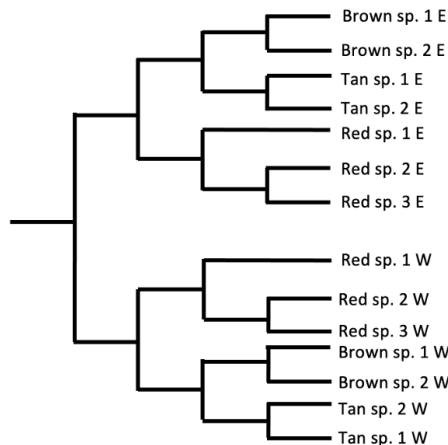 Brown sp. 1 E
Brown sp. 2 E
Tan sp. 1 E
Tan sp. 2 E
Red sp. 1 E
Red sp. 2 E
Red sp. 3 E
Red sp. 1 W
Red sp. 2 W
Red sp. 3 W
Brown sp. 1 W
Brown sp. 2 W
Tan sp. 2 W
Tan sp. 1 W